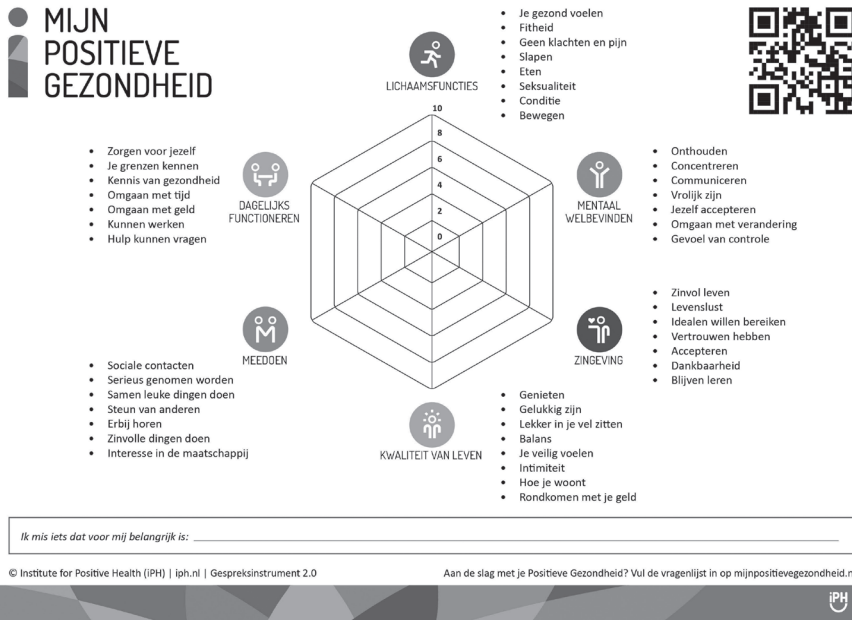 MIJN
POSITIEVE
GEZONDHEID
LICHAAMSFUNCTIES
• Je gezond voelen
• Fitheid
• Geen klachten en pijn
• Slapen
• Eten
• Seksualiteit
• Conditie
• Bewegen
10
8
6
4
2
0
• Zorgen voor jezelf
• Je grenzen kennen
• Kennis van gezondheid
• Omgaan met tijd
• Omgaan met geld
• Kunnen werken
• Hulp kunnen vragen
DAGELIJKS
FUNCTIONEREN
MENTAAL
WELBEVINDEN
• Onthouden
• Concentreren
• Communiceren
• Vrolijk zijn
• Jezelf accepteren
• Omgaan met verandering
• Gevoel van controle
MEEDOEN
• Sociale contacten
• Serieus genomen worden
• Samen leuke dingen doen
• Steun van anderen
• Erbij horen
• Zinvolle dingen doen
• Interesse in de maatschappij
ZINGEVING
• Zinvol leven
• Levenslust
• Idealen willen bereiken
• Vertrouwen hebben
• Accepteren
• Dankbaarheid
• Blijven leren
KWALITEIT VAN LEVEN
• Genieten
• Gelukkig zijn
• Lekker in je vel zitten
• Balans
• Je veilig voelen
• Intimiteit
• Hoe je woont
• Rondkomen met je geld
Ik mis iets dat voor mij belangrijk is:
© Institute for Positive Health (iPH) | iph.nl | Gespreksinstrument 2.0
Aan de slag met je Positieve Gezondheid? Vul de vragenlijst in op mijnpositievegezondheid.n
iPH